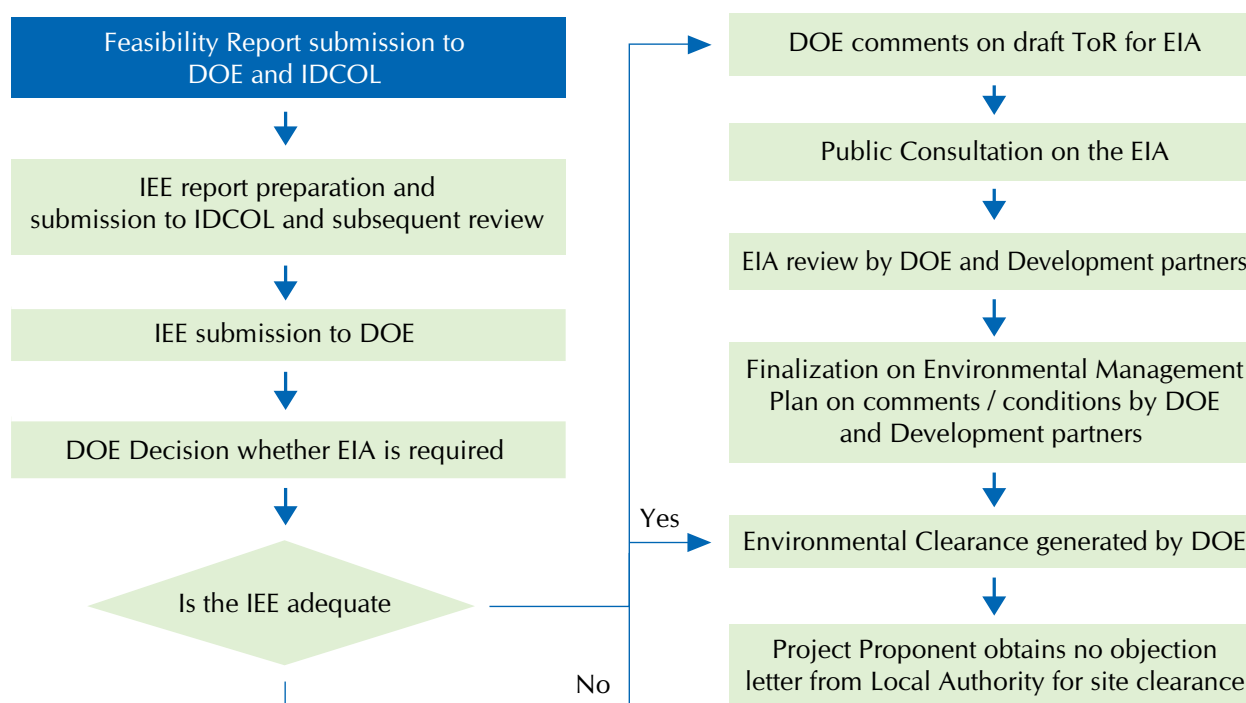 Feasibility Report submission to
DOE and IDCOL
IEE report preparation and
submission to IDCOL and subsequent review
IEE submission to DOE
DOE Decision whether EIA is required
Is the IEE adequate
Yes
No
DOE comments on draft ToR for EIA
Public Consultation on the EIA
EIA review by DOE and Development partners
Finalization on Environmental Management
Plan on comments / conditions by DOE
and Development partners
Environmental Clearance generated by DOE
Project Proponent obtains no objection
letter from Local Authority for site clearance